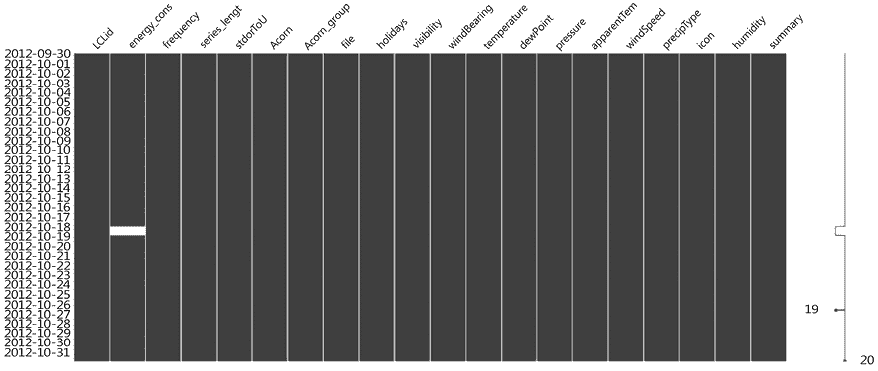 LCLid
energy_cons
frequency
series_lengt
stdorToU
Acorn
Acorn_group
file
holidays
visibility
windBearing
temperature
dewPoint
pressure
apparentTem
windSpeed
precipType
icon
humidity
summary
2012-09-30
2012-10-01
2012-10-02
2012-10-03
2012-10-04
2012-10-05
2012-10-06
2012-10-07
2012-10-08
2012-10-09
2012-10-10
2012-10-11
2012-10 12
2012-10-13
2012-10-14
2012-10-15
2012-10-16
2012-10-17
2012-10-18
2012-10-19
2012-10-20
2012-10-21
2012-10-22
2012-10-23
2012-10-24
2012-10-25
2012-10-26
2012-10-27
2012-10-28
2012-10-29
2012-10-30
2012-10-31
19
20